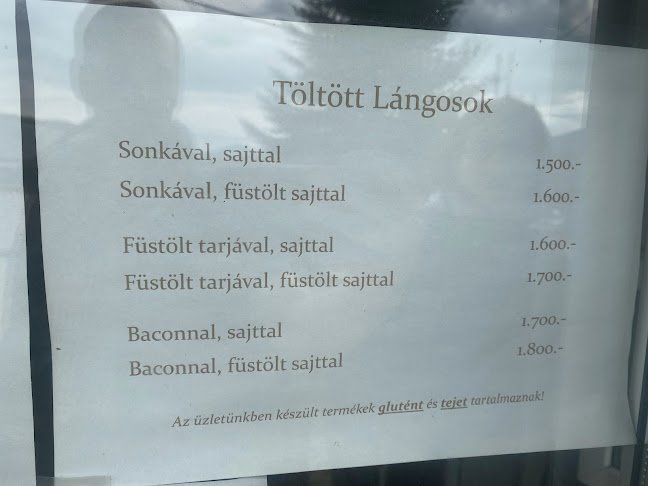 Töltött Lángosok
Sonkával, sajttal 1.500.-
Sonkával, füstölt sajttal 1.600.-
Füstölt tarjával, sajttal 1.600.-
Füstölt tarjával, füstölt sajttal 1.700.-
Baconnal, sajttal 1.700.-
Baconnal, füstölt sajttal 1.800.-
Az üzletünkben készült termékek glutént és tejet tartalmaznak!